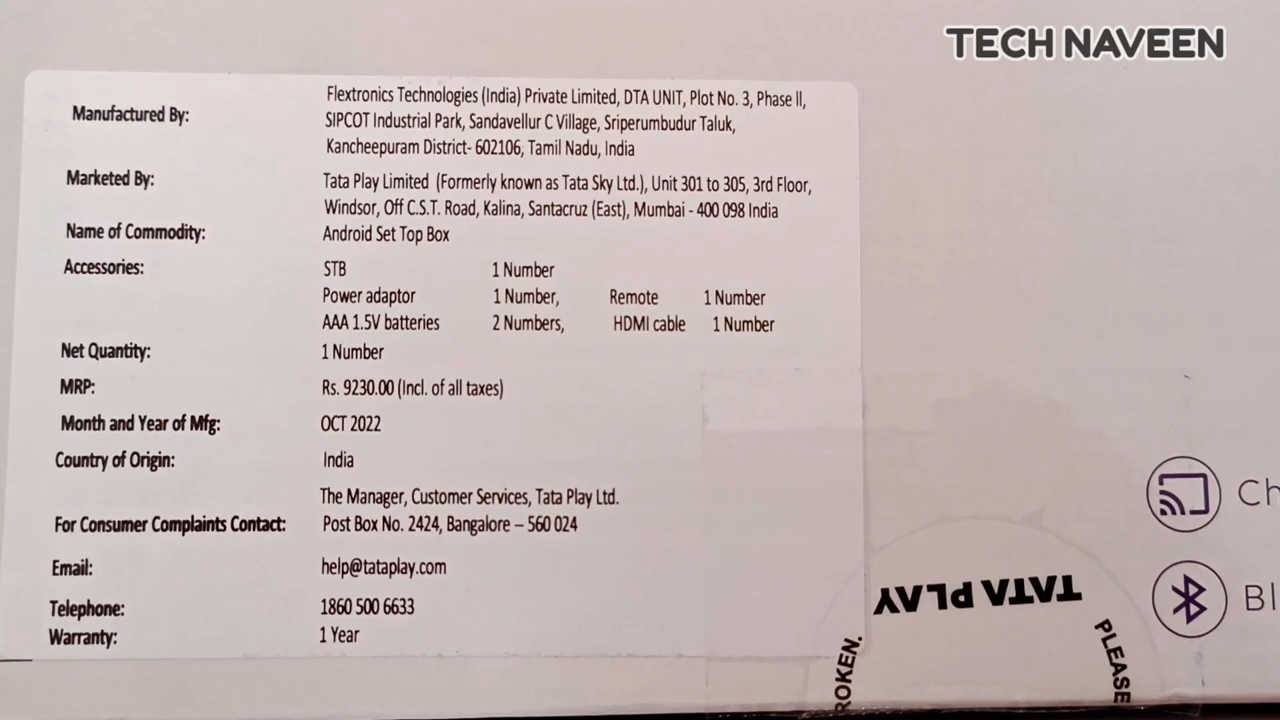 TECH NAVEEN
Manufactured By: Flextronics Technologies (India) Private Limited, DTA UNIT, Plot No. 3, Phase II,
SIPCOT Industrial Park, Sandavellur C Village, Sriperumbudur Taluk,
Kancheepuram District- 602106, Tamil Nadu, India
Marketed By: Tata Play Limited (Formerly known as Tata Sky Ltd.), Unit 301 to 305, 3rd Floor,
Windsor, Off C.S.T. Road, Kalina, Santacruz (East), Mumbai - 400 098 India
Name of Commodity: Android Set Top Box
Accessories: STB 1 Number
Power adaptor 1 Number, Remote 1 Number
AAA 1.5V batteries 2 Numbers, HDMI cable 1 Number
Net Quantity: 1 Number
MRP: Rs. 9230.00 (Incl. of all taxes)
Month and Year of Mfg: OCT 2022
Country of Origin: India
The Manager, Customer Services, Tata Play Ltd.
For Consumer Complaints Contact: Post Box No. 2424, Bangalore – 560 024
Email: help@tataplay.com
Telephone: 1860 500 6633
Warranty: 1 Year
Ch
Bl
TATA PLAY
PLEASE
ROKEN.